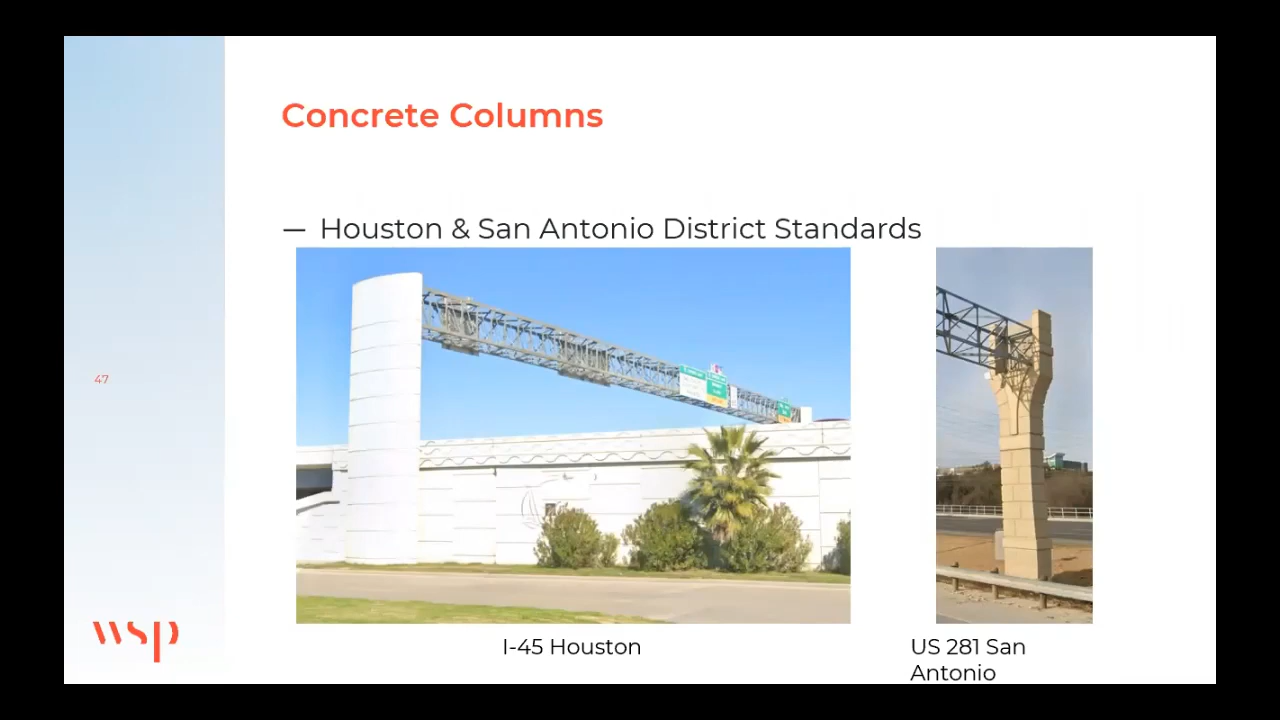 Concrete Columns
— Houston & San Antonio District Standards
47
I-45 Houston
US 281 San
Antonio
wsp